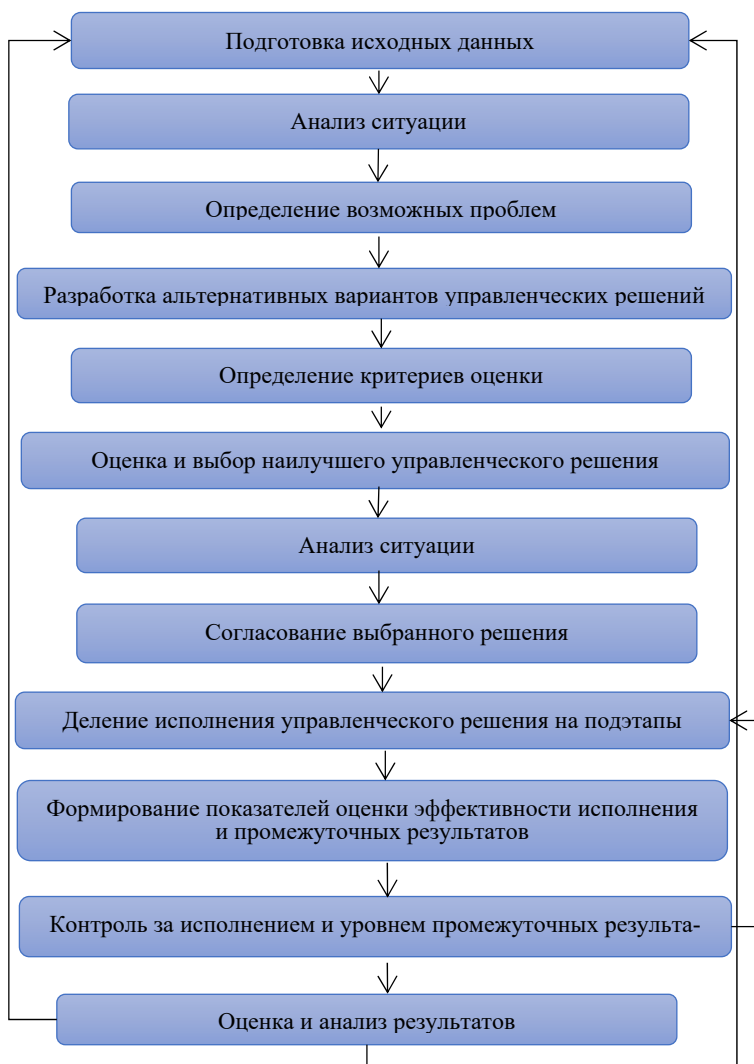 Подготовка исходных данных
Анализ ситуации
Определение возможных проблем
Разработка альтернативных вариантов управленческих решений
Определение критериев оценки
Оценка и выбор наилучшего управленческого решения
Анализ ситуации
Согласование выбранного решения
Деление исполнения управленческого решения на подэтапы
Формирование показателей оценки эффективности исполнения
и промежуточных результатов
Контроль за исполнением и уровнем промежуточных результа-
Оценка и анализ результатов